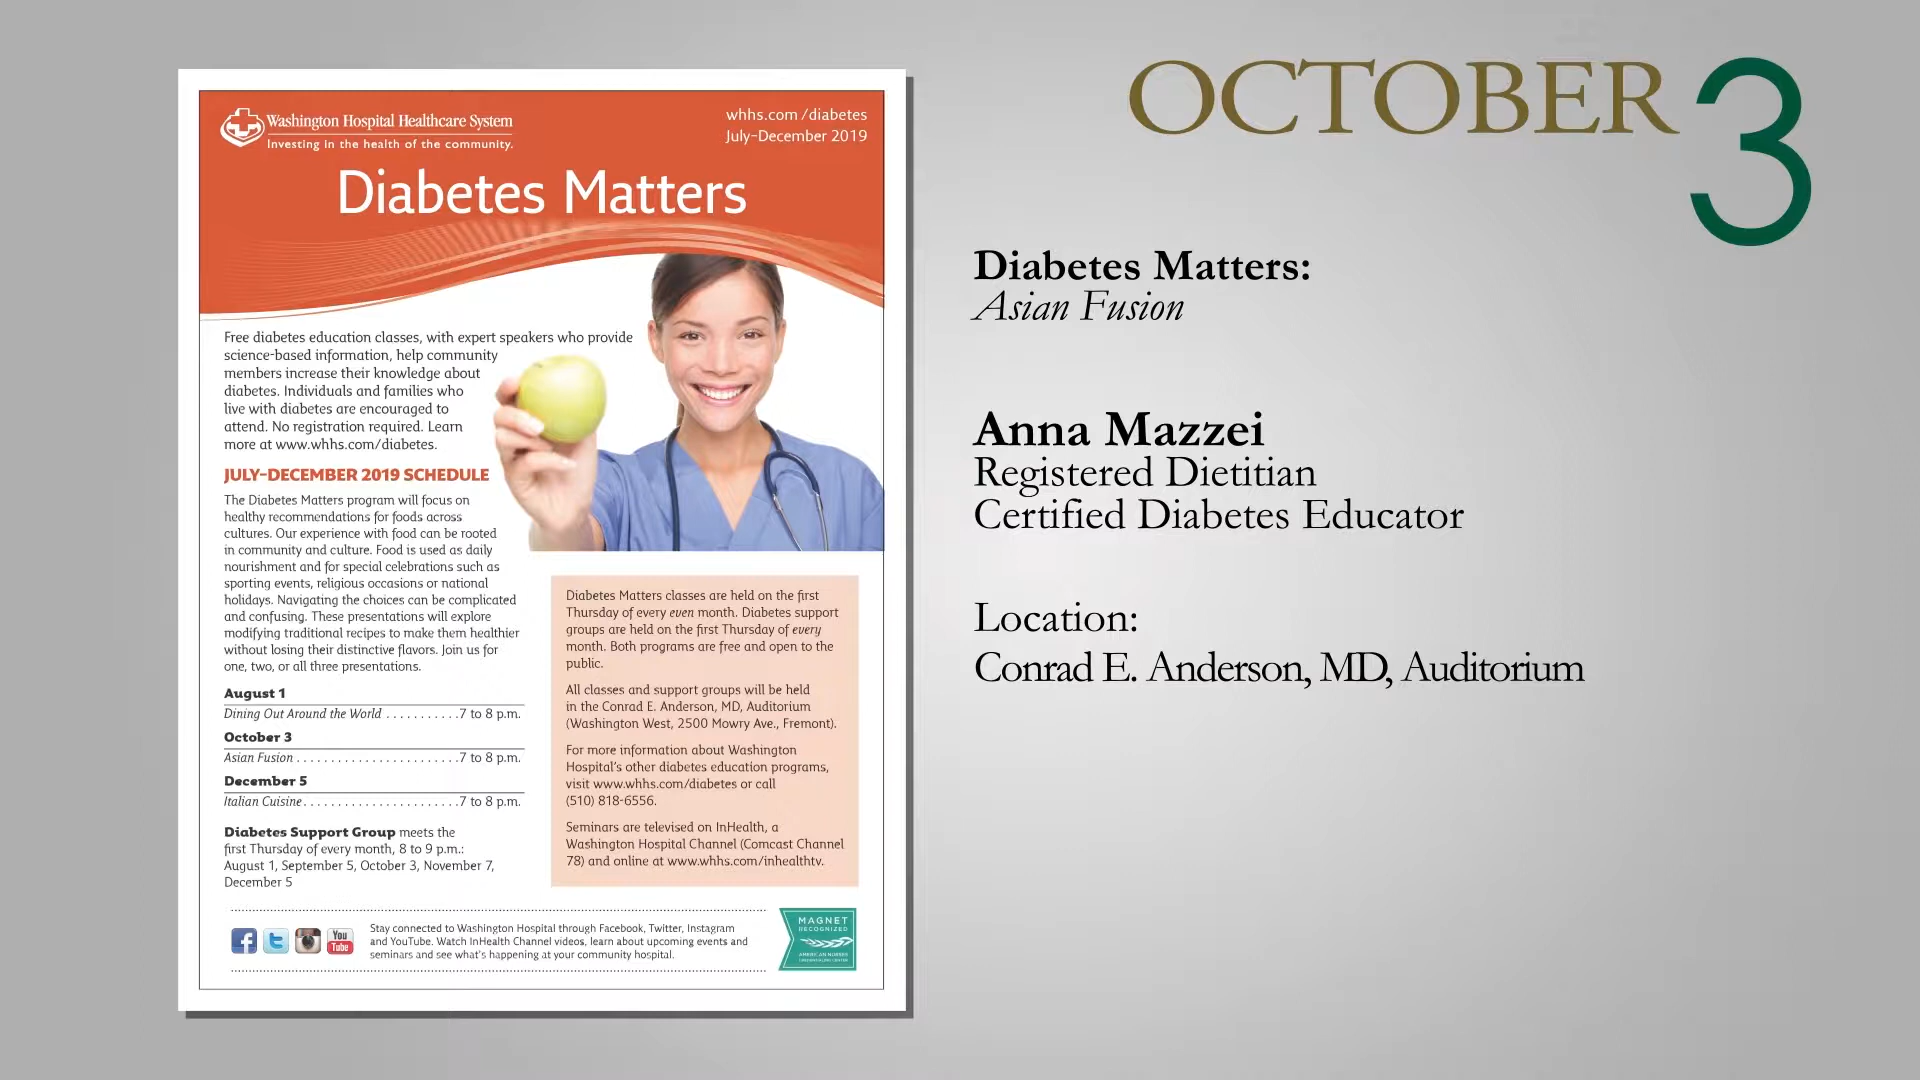 Washington Hospital Healthcare System
Investing in the health of the community.
whhs.com/diabetes
July–December 2019
Diabetes Matters
Free diabetes education classes, with expert speakers who provide
science-based information, help community
members increase their knowledge about
diabetes. Individuals and families who
live with diabetes are encouraged to
attend. No registration required. Learn
more at www.whhs.com/diabetes.
JULY–DECEMBER 2019 SCHEDULE
The Diabetes Matters program will focus on
healthy recommendations for foods across
cultures. Our experience with food can be rooted
in community and culture. Food is used as daily
nourishment and for special celebrations such as
sporting events, religious occasions or national
holidays. Navigating the choices can be complicated
and confusing. These presentations will explore
modifying traditional recipes to make them healthier
without losing their distinctive flavors. Join us for
one, two, or all three presentations.
August 1
Dining Out Around the World . . . . . . . . . . .7 to 8 p.m.
October 3
Asian Fusion . . . . . . . . . . . . . . . . . . . . . . . .7 to 8 p.m.
December 5
Italian Cuisine. . . . . . . . . . . . . . . . . . . . . . .7 to 8 p.m.
Diabetes Support Group meets the
first Thursday of every month, 8 to 9 p.m.:
August 1, September 5, October 3, November 7,
December 5
Diabetes Matters classes are held on the first
Thursday of every even month. Diabetes support
groups are held on the first Thursday of every
month. Both programs are free and open to the
public.
All classes and support groups will be held
in the Conrad E. Anderson, MD, Auditorium
(Washington West, 2500 Mowry Ave., Fremont).
For more information about Washington
Hospital's other diabetes education programs,
visit www.whhs.com/diabetes or call
(510) 818-6556.
Seminars are televised on InHealth, a
Washington Hospital Channel (Comcast Channel
78) and online at www.whhs.com/inhealthtv.
You
Tube
Stay connected to Washington Hospital through Facebook, Twitter, Instagram
and YouTube. Watch InHealth Channel videos, learn about upcoming events and
seminars and see what's happening at your community hospital.
MAGNET
RECOGNIZED
AMERICAN NURSES
CREDENTIALING CENTER
OCTOBER 3
Diabetes Matters:
Asian Fusion
Anna Mazzei
Registered Dietitian
Certified Diabetes Educator
Location:
Conrad E. Anderson, MD, Auditorium